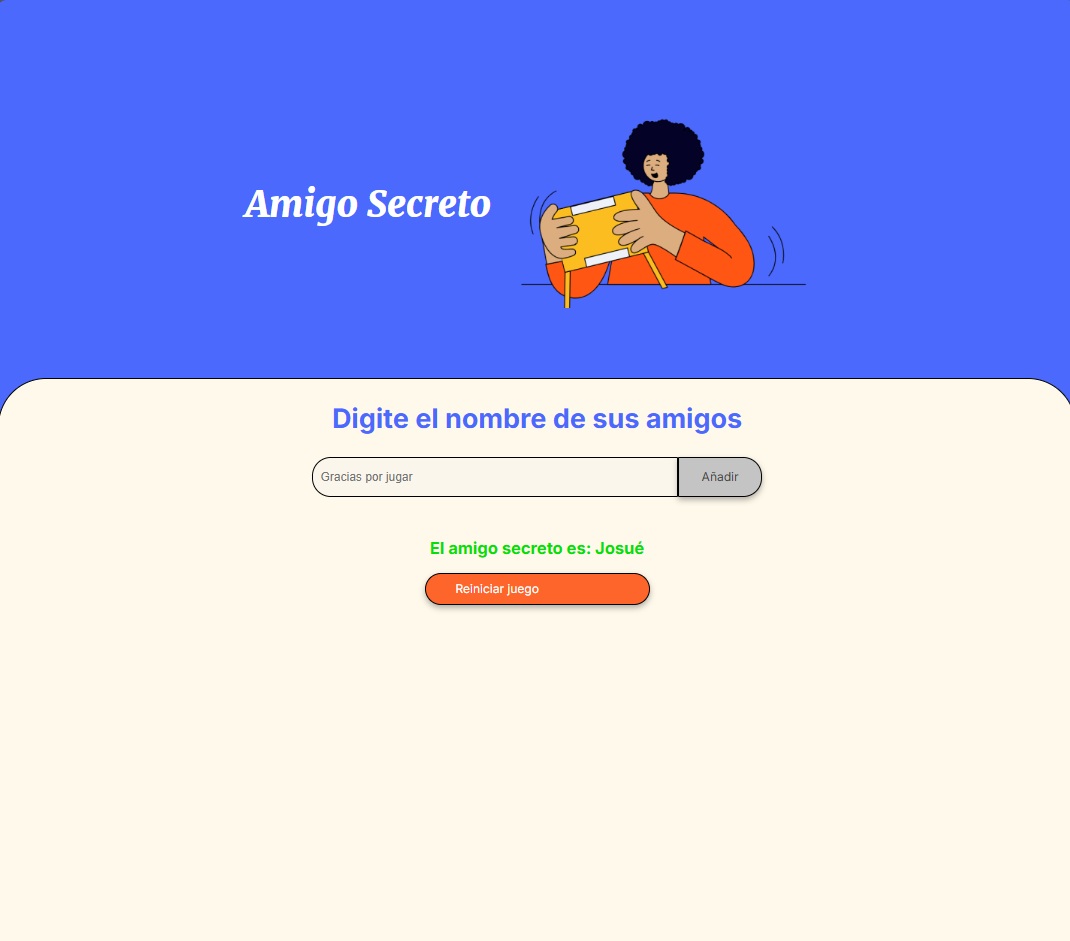 Amigo Secreto
Digite el nombre de sus amigos
Gracias por jugar
Añadir
El amigo secreto es: Josué
Reiniciar juego